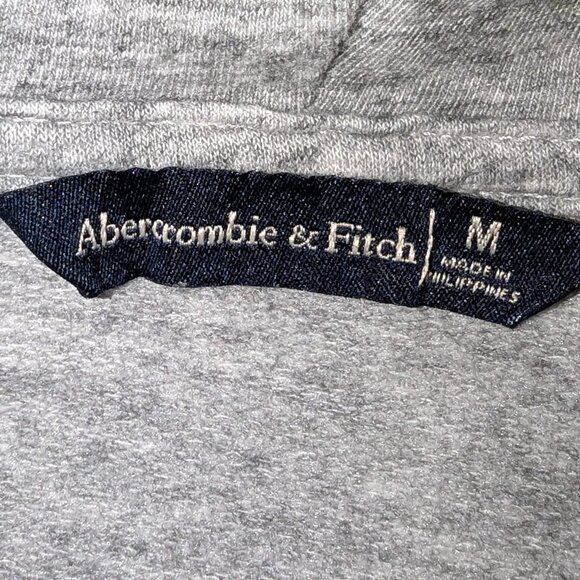 Abercrombie & Fitch
M
MADE IN
PHILIPPINES